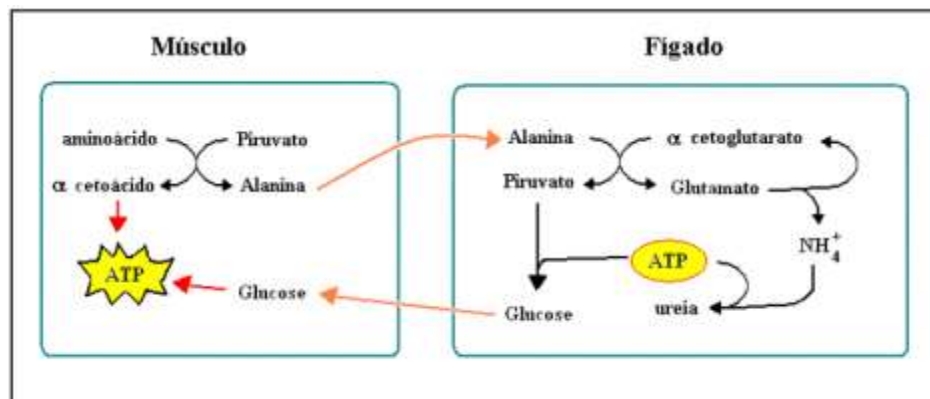 Músculo
Fígado
aminoácido
Piruvato
α cetoácido
Alanina
ATP
Glucose
Alanina
α cetoglutarato
Piruvato
Glutamato
NH₄⁺
ATP
Glucose
ureia